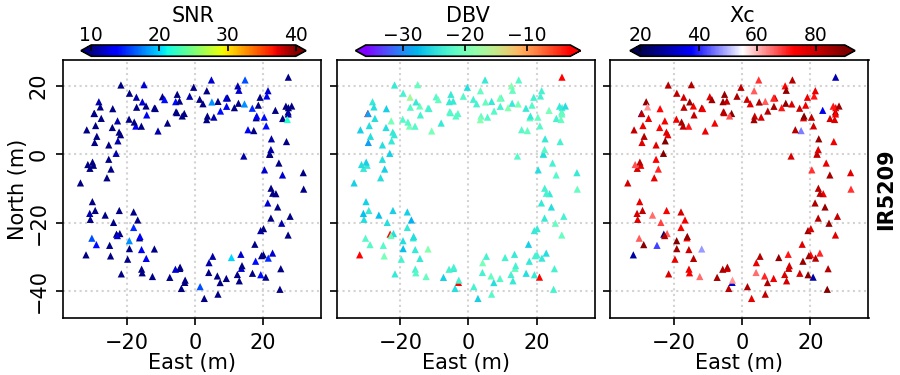 SNR DBV Xc
10 20 30 40 −30 −20 −10 20 40 60 80
20
0
−20
−40
North (m)
−20 0 20 −20 0 20 −20 0 20
East (m) East (m) East (m)
IR5209